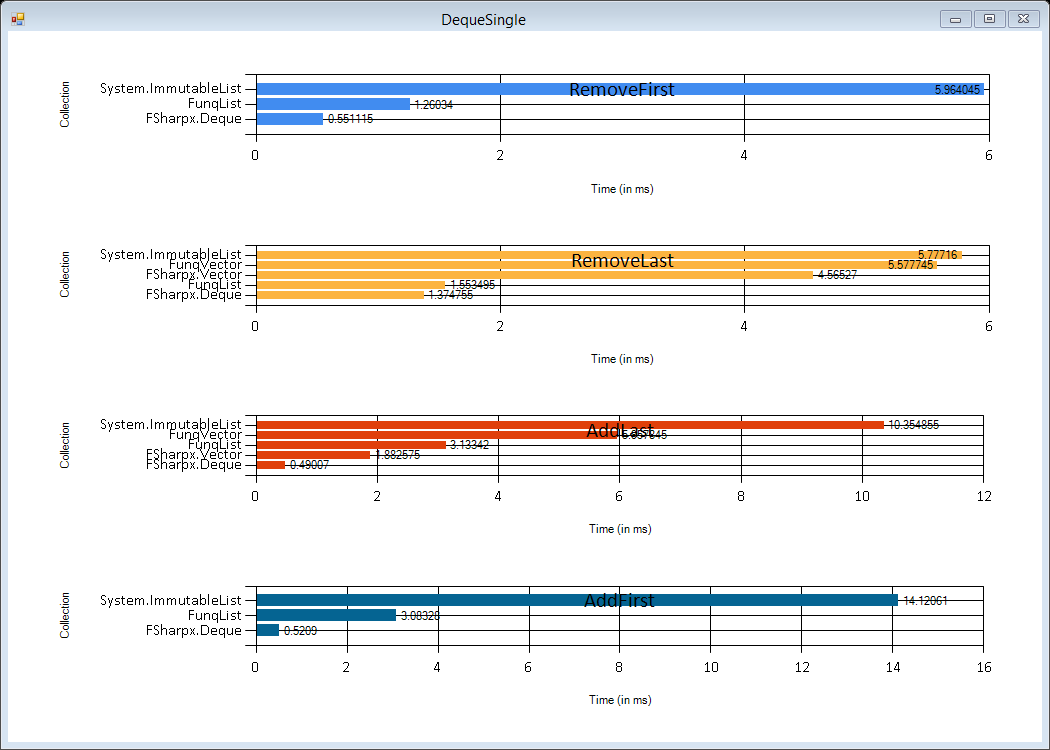 DequeSingle
RemoveFirst
Collection
System.ImmutableList 5.964045
FunqList 1.26034
FSharpx.Deque 0.551115
0 2 4 6
Time (in ms)
RemoveLast
Collection
System.ImmutableList 5.77716
FunqVector 5.577745
FSharpx.Vector 4.56527
FunqList 1.553495
FSharpx.Deque 1.374755
0 2 4 6
Time (in ms)
AddLast
Collection
System.ImmutableList 10.354855
FunqVector
FunqList 3.13342
FSharpx.Vector 1.882575
FSharpx.Deque 0.49007
0 2 4 6 8 10 12
Time (in ms)
AddFirst
Collection
System.ImmutableList 14.12061
FunqList 3.08328
FSharpx.Deque 0.5209
0 2 4 6 8 10 12 14 16
Time (in ms)